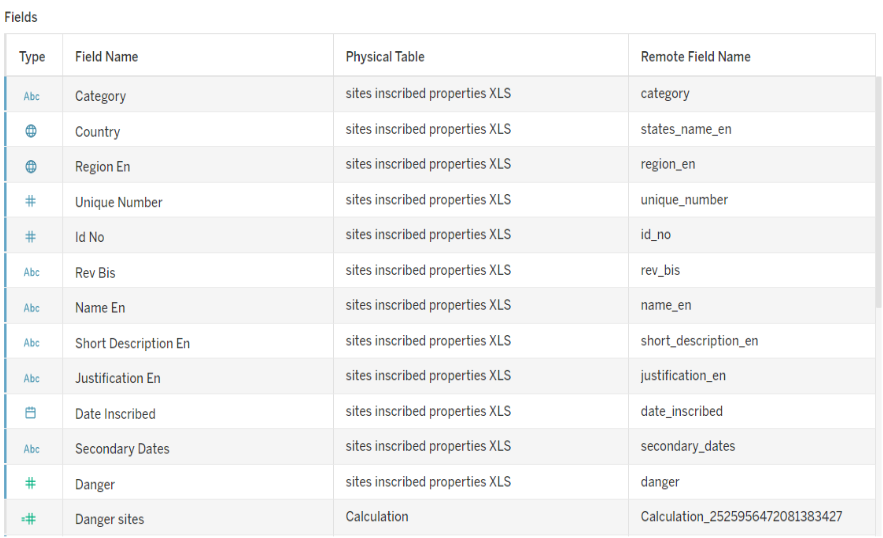 Fields
Type Field Name Physical Table Remote Field Name
Abc Category sites inscribed properties XLS category
Country sites inscribed properties XLS states_name_en
Region En sites inscribed properties XLS region_en
# Unique Number sites inscribed properties XLS unique_number
# Id No sites inscribed properties XLS id_no
Abc Rev Bis sites inscribed properties XLS rev_bis
Abc Name En sites inscribed properties XLS name_en
Abc Short Description En sites inscribed properties XLS short_description_en
Abc Justification En sites inscribed properties XLS justification_en
Date Inscribed sites inscribed properties XLS date_inscribed
Abc Secondary Dates sites inscribed properties XLS secondary_dates
# Danger sites inscribed properties XLS danger
=# Danger sites Calculation Calculation_2525956472081383427